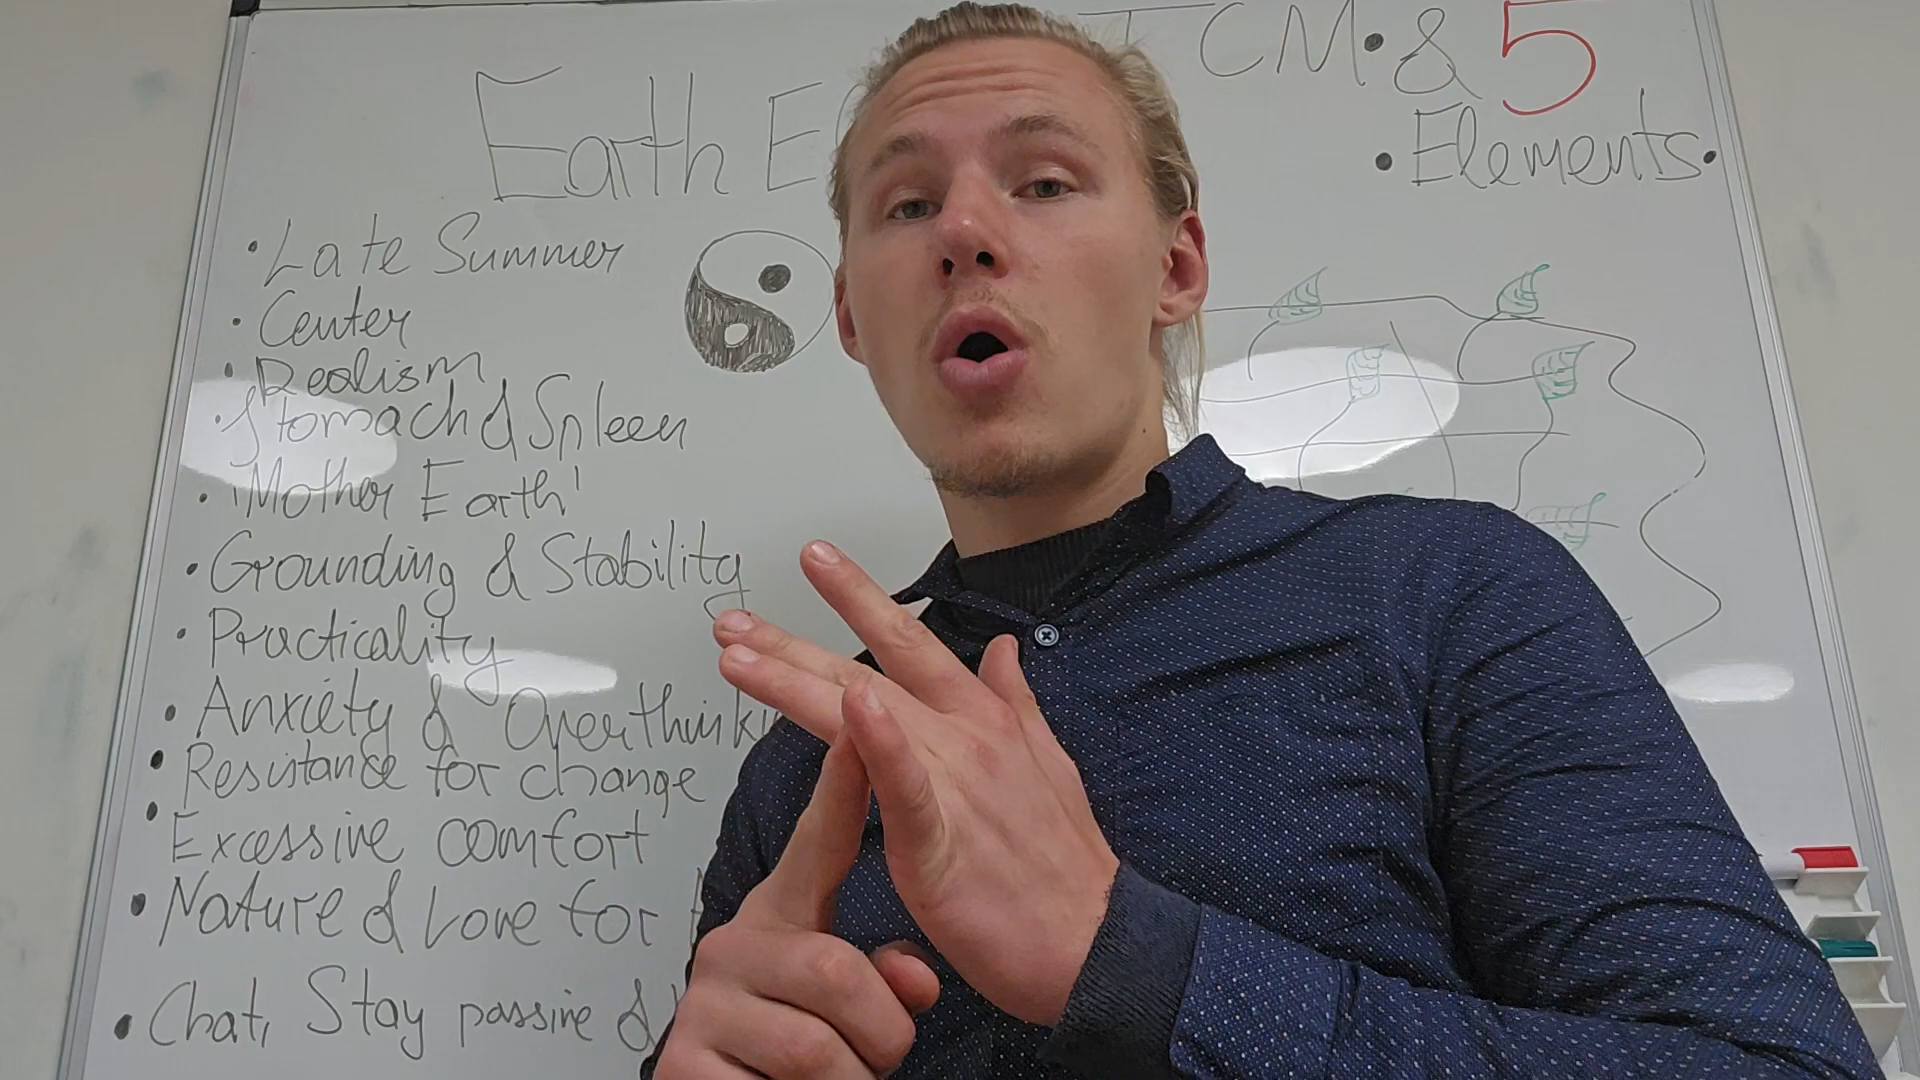 TCM • & 5
• Elements •
Earth
• Late Summer
• Center
• Realism
• Stomach & Spleen
• 'Mother Earth'
• Grounding & Stability
• Practicality
• Anxiety & Overthinki
• Resistance for change
• Excessive comfort
• Nature & Love for
• Chat, Stay passive &